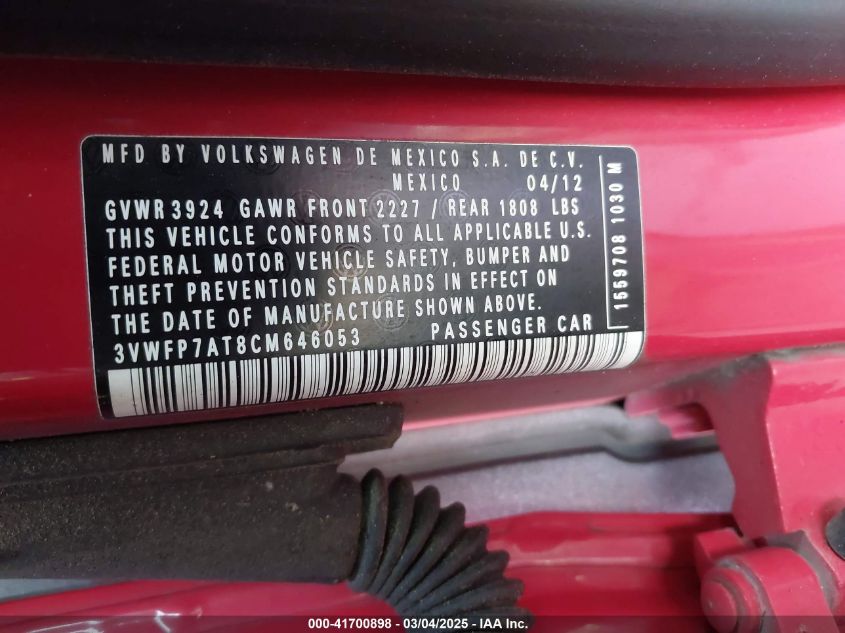 MFD BY VOLKSWAGEN DE MEXICO S.A. DE C.V.
MEXICO 04/12
GVWR 3924 GAWR FRONT 2227 / REAR 1808 LBS
THIS VEHICLE CONFORMS TO ALL APPLICABLE U.S.
FEDERAL MOTOR VEHICLE SAFETY, BUMPER AND
THEFT PREVENTION STANDARDS IN EFFECT ON
THE DATE OF MANUFACTURE SHOWN ABOVE.
3VWFP7AT8CM646053 PASSENGER CAR
1559708 1030 M
000-41700898 - 03/04/2025 - IAA Inc.